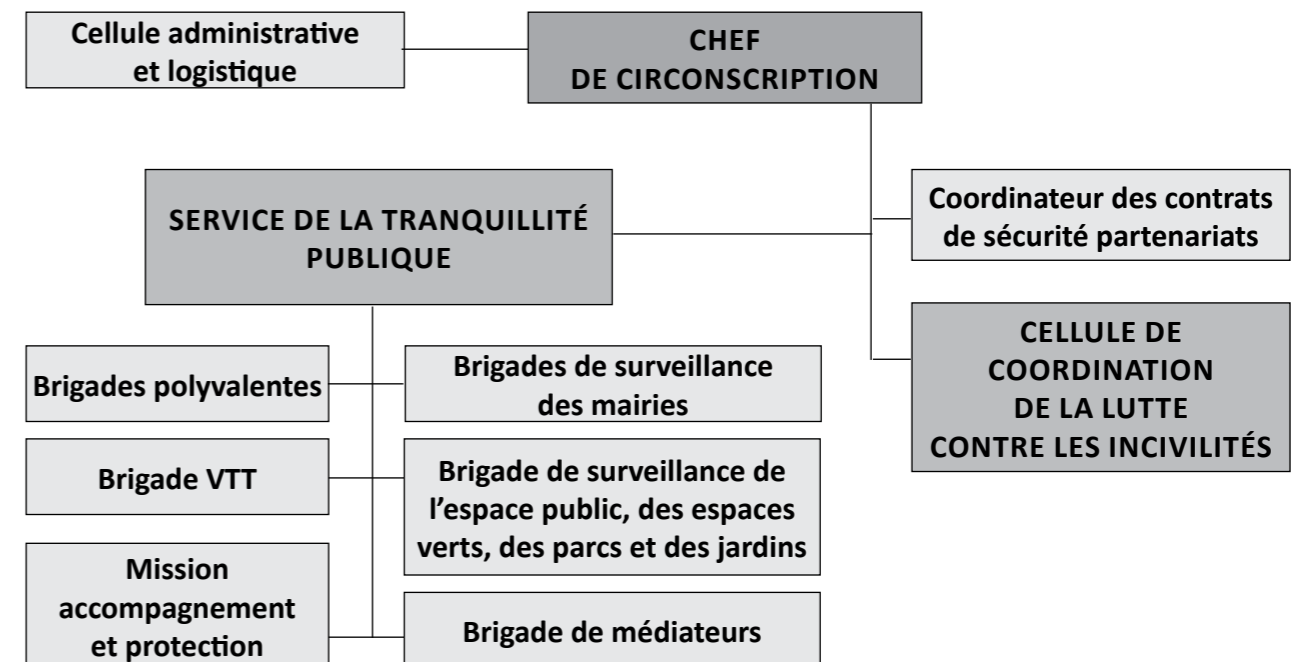 Cellule administrative
et logistique
CHEF
DE CIRCONSCRIPTION
SERVICE DE LA TRANQUILLITÉ
PUBLIQUE
Coordinateur des contrats
de sécurité partenariats
CELLULE DE
COORDINATION
DE LA LUTTE
CONTRE LES INCIVILITÉS
Brigades polyvalentes
Brigades de surveillance
des mairies
Brigade VTT
Brigade de surveillance de
l’espace public, des espaces
verts, des parcs et des jardins
Mission
accompagnement
et protection
Brigade de médiateurs